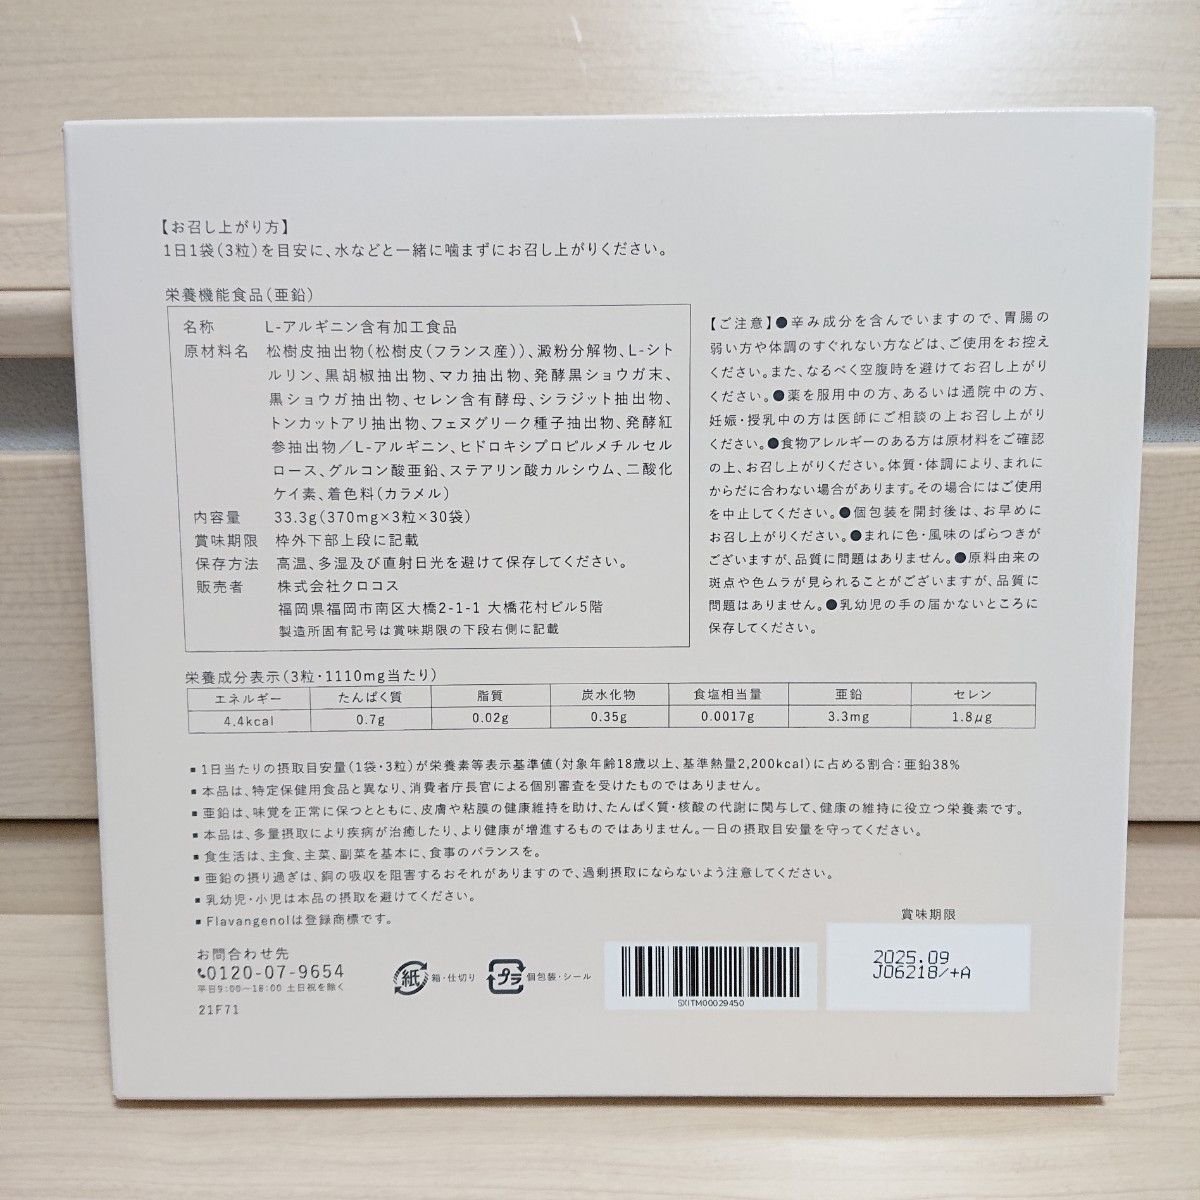 【お召し上がり方】
1日1袋(3粒)を目安に、水などと一緒に噛まずにお召し上がりください。
栄養機能食品(亜鉛)
名称 L-アルギニン含有加工食品
原材料名 松樹皮抽出物(松樹皮(フランス産))、澱粉分解物、L-シト
ルリン、黒胡椒抽出物、マカ抽出物、発酵黒ショウガ末、
黒ショウガ抽出物、セレン含有酵母、シラジット抽出物、
トンカットアリ抽出物、フェヌグリーク種子抽出物、発酵紅
参抽出物/L-アルギニン、ヒドロキシプロピルメチルセル
ロース、グルコン酸亜鉛、ステアリン酸カルシウム、二酸化
ケイ素、着色料(カラメル)
内容量 33.3g(370mg×3粒×30袋)
賞味期限 枠外下部上段に記載
保存方法 高温、多湿及び直射日光を避けて保存してください。
販売者 株式会社クロコス
福岡県福岡市南区大橋2-1-1 大橋花村ビル5階
製造所固有記号は賞味期限の下段右側に記載
【ご注意】●辛み成分を含んでいますので、胃腸の
弱い方や体調のすぐれない方などは、ご使用をお控え
ください。また、なるべく空腹時を避けてお召し上がり
ください。●薬を服用中の方、あるいは通院中の方、
妊娠・授乳中の方は医師にご相談の上お召し上がり
ください。●食物アレルギーのある方は原材料をご確認
の上、お召し上がりください。体質・体調により、まれに
からだに合わない場合があります。その場合にはご使用
を中止してください。●個包装を開封後は、お早めに
お召し上がりください。●まれに色・風味のばらつきが
ございますが、品質に問題はありません。●原料由来の
斑点や色ムラが見られることがございますが、品質に
問題はありません。●乳幼児の手の届かないところに
保存してください。
栄養成分表示(3粒・1110mg当たり)
エネルギー たんぱく質 脂質 炭水化物 食塩相当量 亜鉛 セレン
4.4kcal 0.7g 0.02g 0.35g 0.0017g 3.3mg 1.8μg
▪1日当たりの摂取目安量(1袋・3粒)が栄養素等表示基準値(対象年齢18歳以上、基準熱量2,200kcal)に占める割合:亜鉛38%
▪本品は、特定保健用食品と異なり、消費者庁長官による個別審査を受けたものではありません。
▪亜鉛は、味覚を正常に保つとともに、皮膚や粘膜の健康維持を助け、たんぱく質・核酸の代謝に関与して、健康の維持に役立つ栄養素です。
▪本品は、多量摂取により疾病が治癒したり、より健康が増進するものではありません。一日の摂取目安量を守ってください。
▪食生活は、主食、主菜、副菜を基本に、食事のバランスを。
▪亜鉛の摂り過ぎは、銅の吸収を阻害するおそれがありますので、過剰摂取にならないよう注意してください。
▪乳幼児・小児は本品の摂取を避けてください。
▪Flavangenolは登録商標です。
お問合わせ先
0120-07-9654
平日9:00〜18:00 土日祝を除く
21F71
紙 箱・仕切り プラ 個包装・シール
SXITM00029450
賞味期限
2025.09
J06218/+A